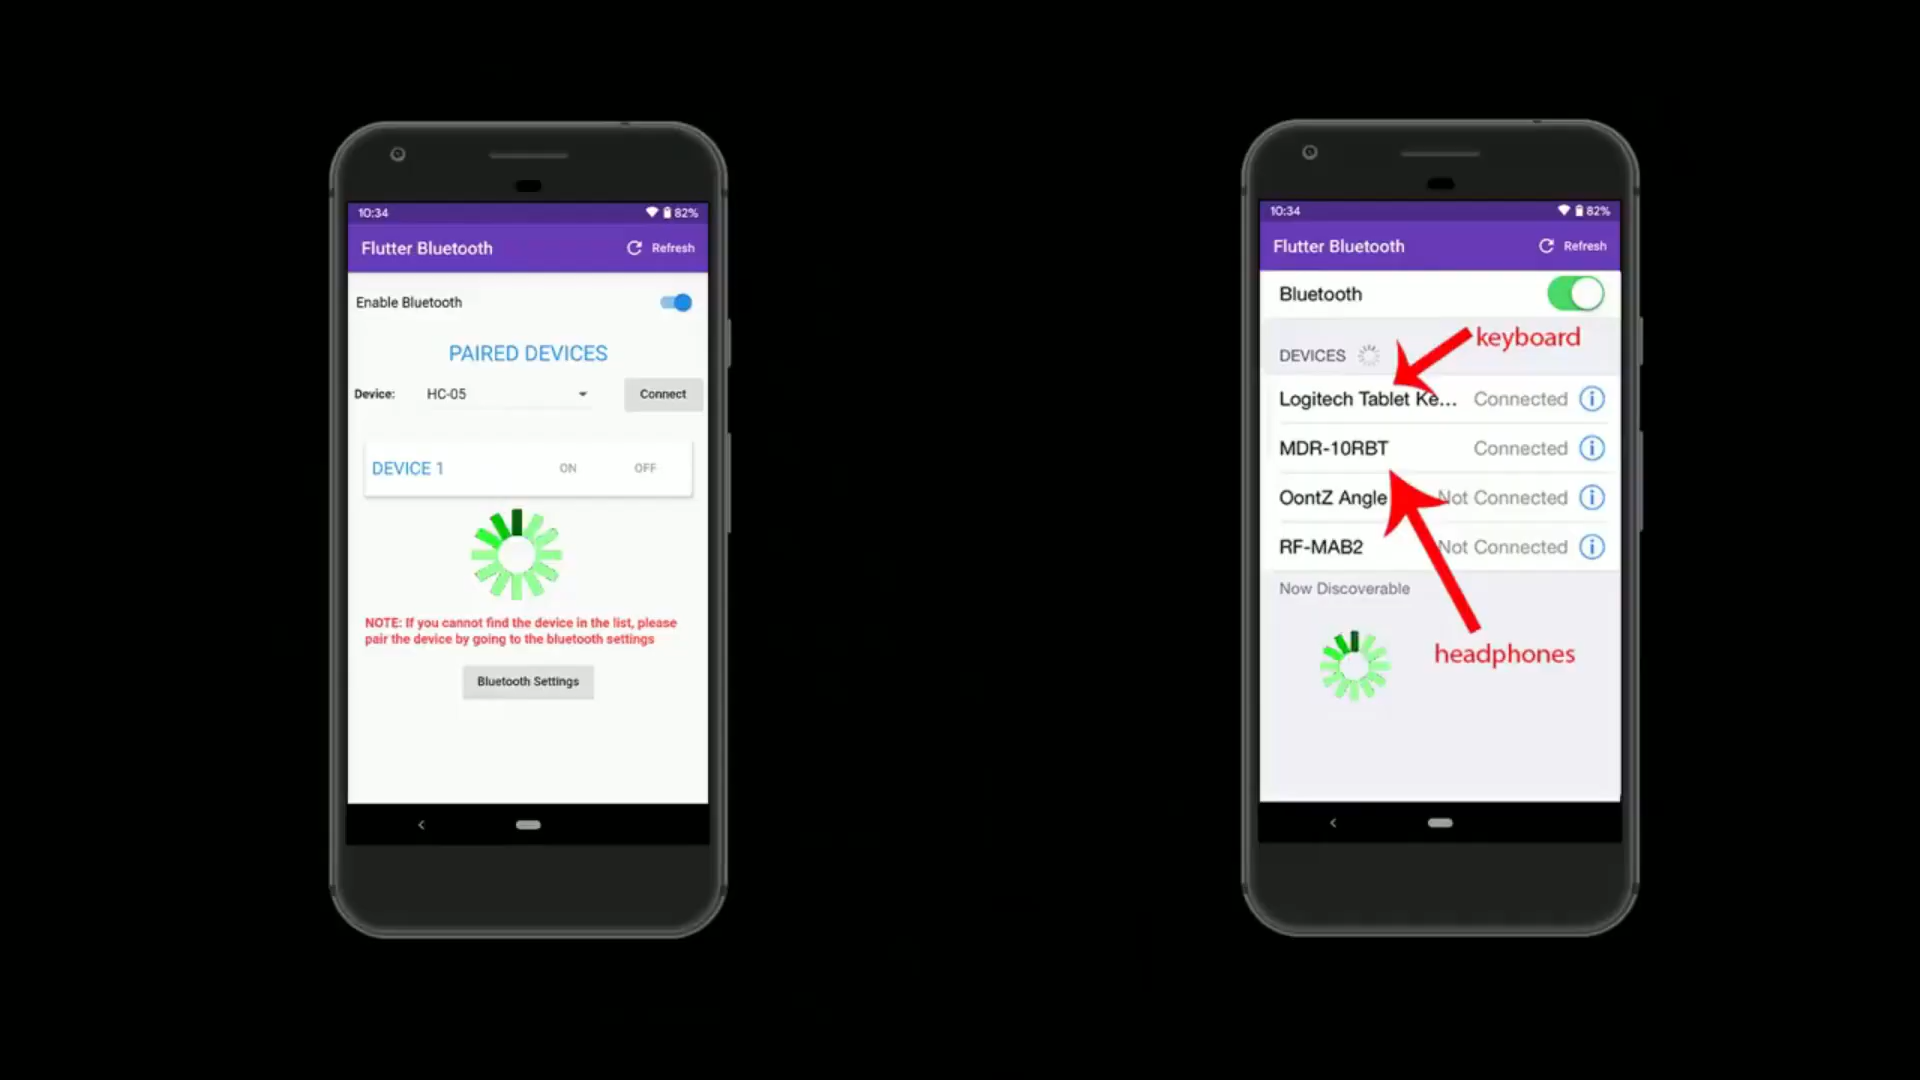 10:34
82%
Flutter Bluetooth
Refresh
Enable Bluetooth
PAIRED DEVICES
Device:
HC-05
Connect
DEVICE 1
ON
OFF
NOTE: If you cannot find the device in the list, please
pair the device by going to the bluetooth settings
Bluetooth Settings
10:34
82%
Flutter Bluetooth
Refresh
Bluetooth
keyboard
DEVICES
Logitech Tablet Ke... Connected
MDR-10RBT Connected
OontZ Angle Not Connected
RF-MAB2 Not Connected
Now Discoverable
headphones